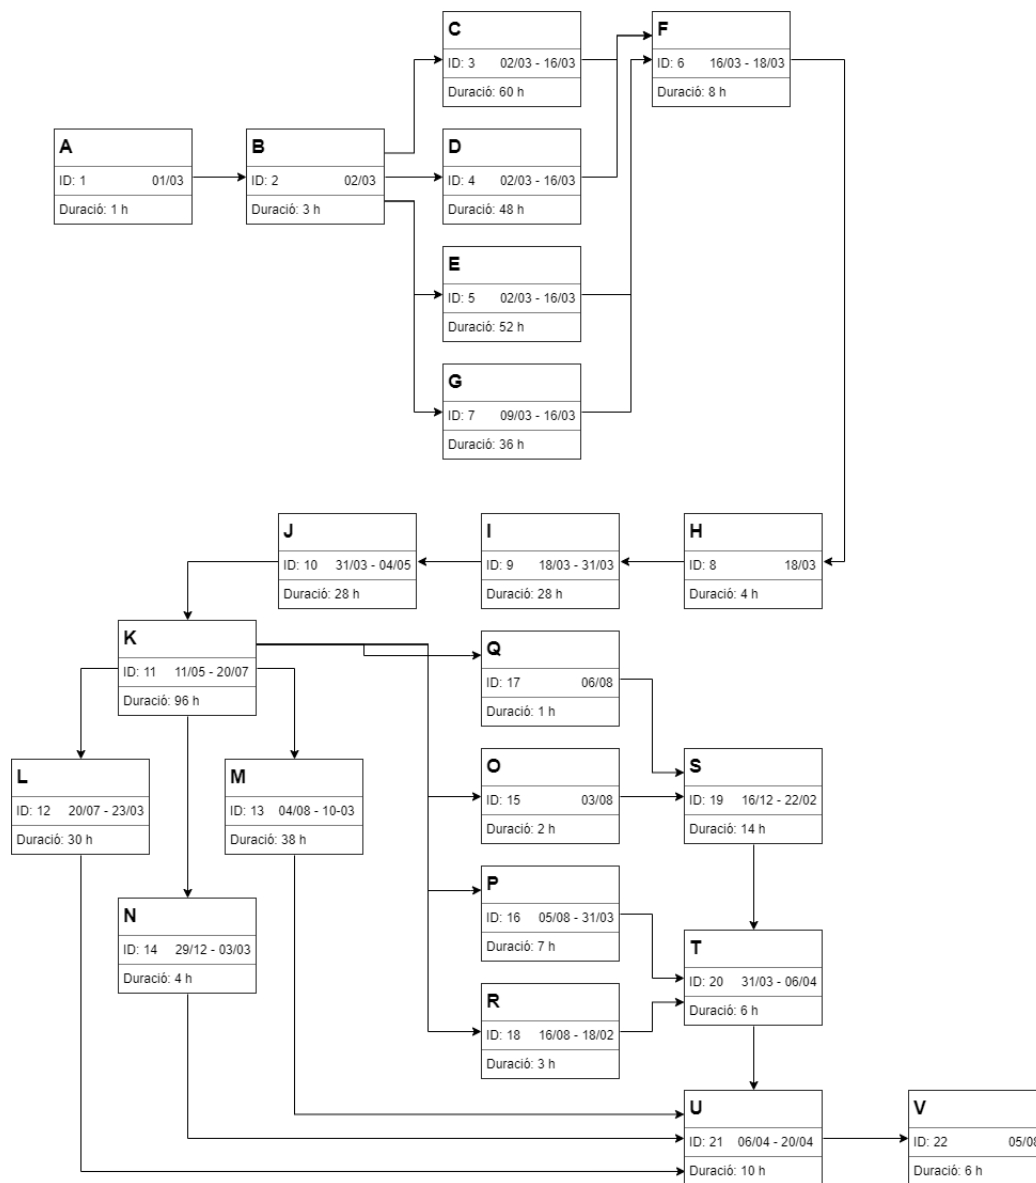 C
ID: 3 02/03 - 16/03
Duració: 60 h
F
ID: 6 16/03 - 18/03
Duració: 8 h
A
ID: 1 01/03
Duració: 1 h
B
ID: 2 02/03
Duració: 3 h
D
ID: 4 02/03 - 16/03
Duració: 48 h
E
ID: 5 02/03 - 16/03
Duració: 52 h
G
ID: 7 09/03 - 16/03
Duració: 36 h
J
ID: 10 31/03 - 04/05
Duració: 28 h
I
ID: 9 18/03 - 31/03
Duració: 28 h
H
ID: 8 18/03
Duració: 4 h
K
ID: 11 11/05 - 20/07
Duració: 96 h
Q
ID: 17 06/08
Duració: 1 h
L
ID: 12 20/07 - 23/03
Duració: 30 h
M
ID: 13 04/08 - 10-03
Duració: 38 h
O
ID: 15 03/08
Duració: 2 h
S
ID: 19 16/12 - 22/02
Duració: 14 h
N
ID: 14 29/12 - 03/03
Duració: 4 h
P
ID: 16 05/08 - 31/03
Duració: 7 h
T
ID: 20 31/03 - 06/04
Duració: 6 h
R
ID: 18 16/08 - 18/02
Duració: 3 h
U
ID: 21 06/04 - 20/04
Duració: 10 h
V
ID: 22 05/08
Duració: 6 h